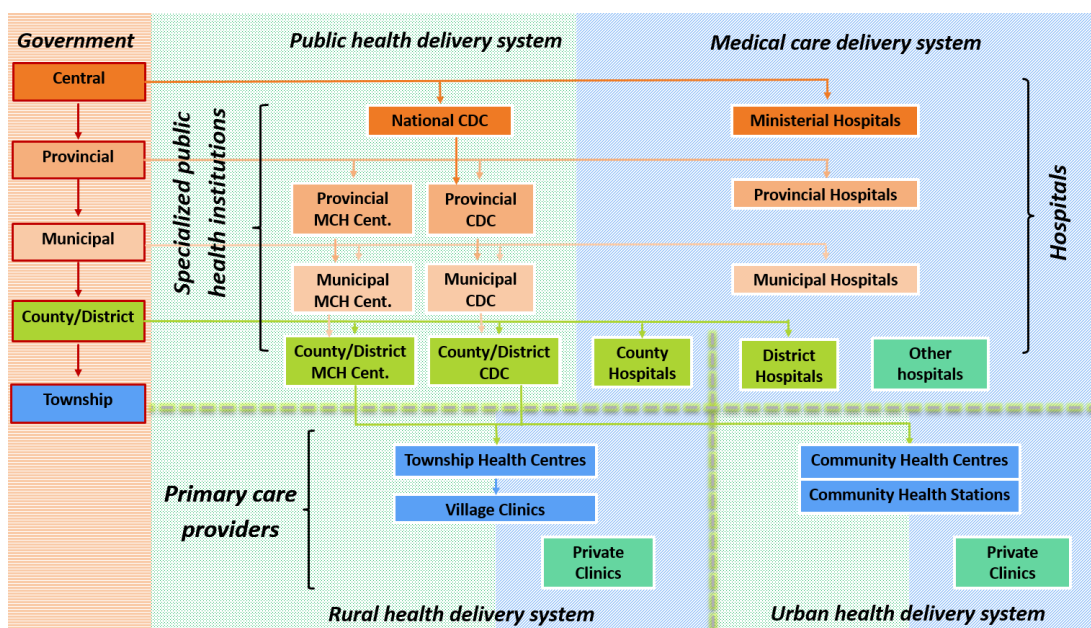 Government
Public health delivery system
Medical care delivery system
Central
National CDC
Ministerial Hospitals
Specialized public
health institutions
Hospitals
Provincial
Provincial
MCH Cent.
Provincial
CDC
Provincial Hospitals
Municipal
Municipal
MCH Cent.
Municipal
CDC
Municipal Hospitals
County/District
County/District
MCH Cent.
County/District
CDC
County
Hospitals
District
Hospitals
Other
hospitals
Township
Primary care
providers
Township Health Centres
Village Clinics
Private
Clinics
Community Health Centres
Community Health Stations
Private
Clinics
Rural health delivery system
Urban health delivery system